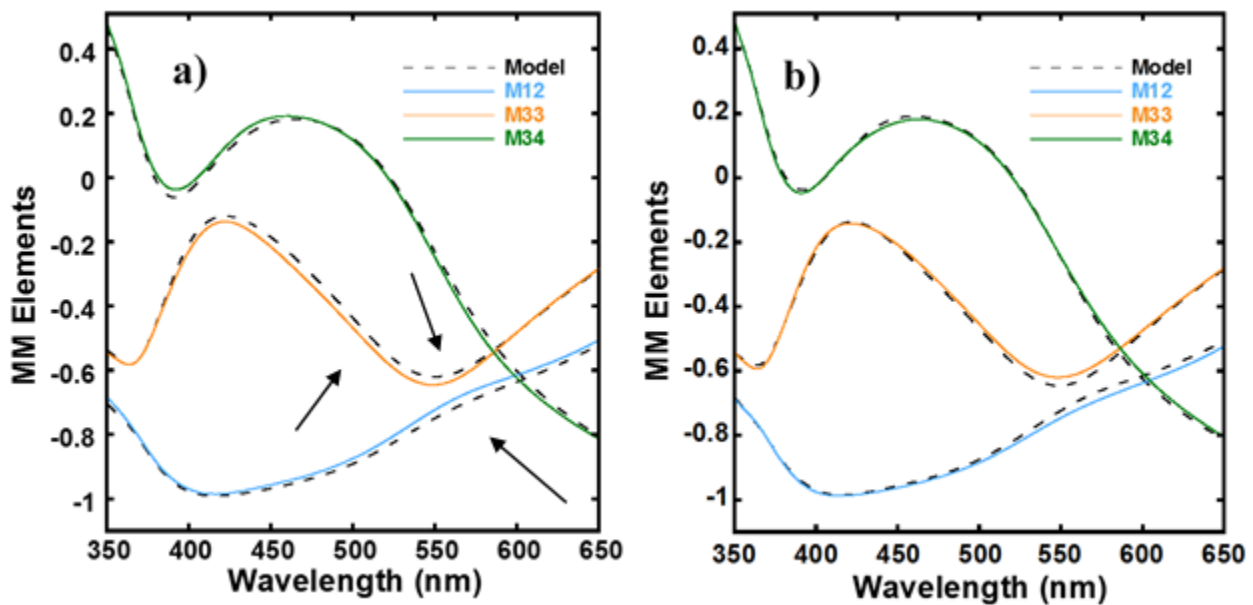 a)
Model
M12
M33
M34
MM Elements
0.4
0.2
0
-0.2
-0.4
-0.6
-0.8
-1
350 400 450 500 550 600 650
Wavelength (nm)
b)
Model
M12
M33
M34
MM Elements
0.4
0.2
0
-0.2
-0.4
-0.6
-0.8
-1
350 400 450 500 550 600 650
Wavelength (nm)